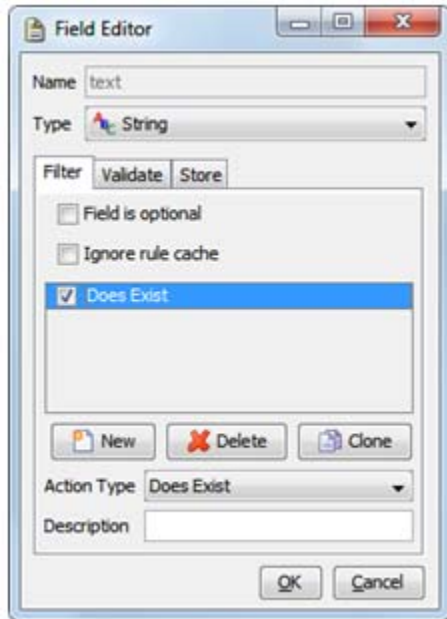 Field Editor
Name text
Type ABC String
Filter Validate Store
Field is optional
Ignore rule cache
Does Exist
New Delete Clone
Action Type Does Exist
Description
OK Cancel